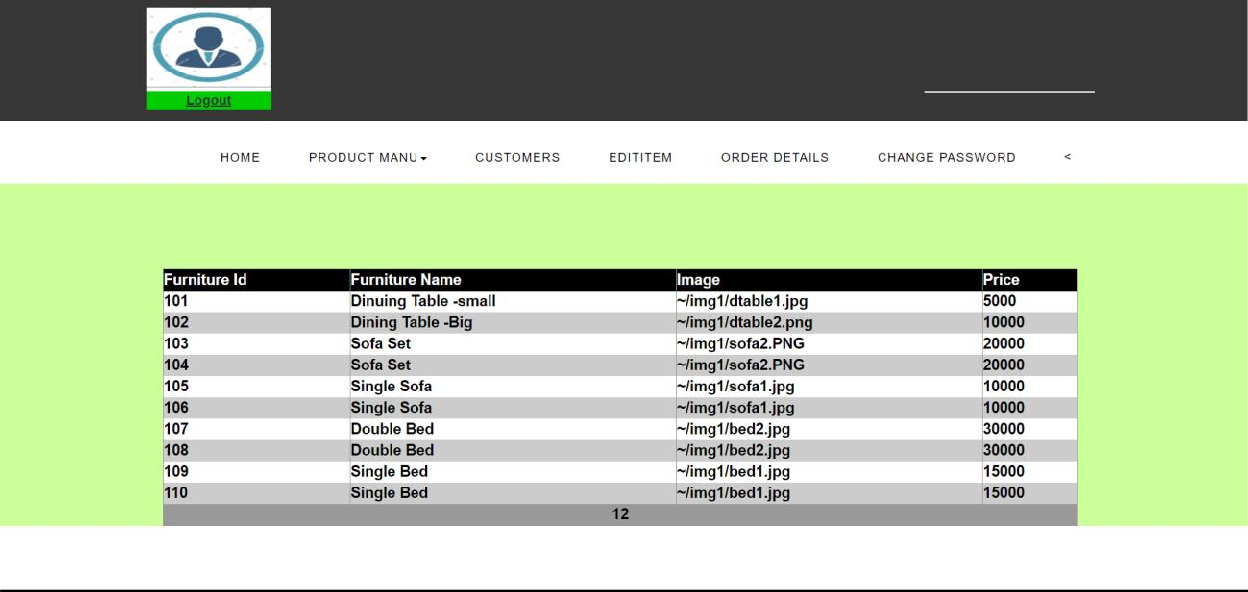 Logout
HOME PRODUCT MANU CUSTOMERS EDITITEM ORDER DETAILS CHANGE PASSWORD <
Furniture Id Furniture Name Image Price
101 Dinuing Table -small ~/img1/dtable1.jpg 5000
102 Dining Table -Big ~/img1/dtable2.png 10000
103 Sofa Set ~/img1/sofa2.PNG 20000
104 Sofa Set ~/img1/sofa2.PNG 20000
105 Single Sofa ~/img1/sofa1.jpg 10000
106 Single Sofa ~/img1/sofa1.jpg 10000
107 Double Bed ~/img1/bed2.jpg 30000
108 Double Bed ~/img1/bed2.jpg 30000
109 Single Bed ~/img1/bed1.jpg 15000
110 Single Bed ~/img1/bed1.jpg 15000
12